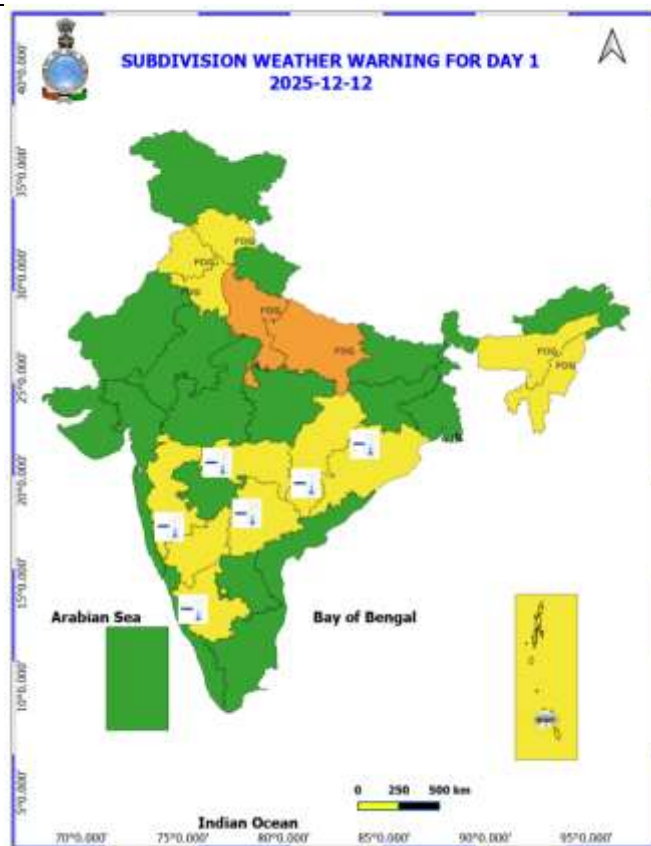 SUBDIVISION WEATHER WARNING FOR DAY 1
2025-12-12
40°0.000'
35°0.000'
30°0.000'
25°0.000'
20°0.000'
15°0.000'
10°0.000'
5°0.000'
FOG
FOG
FOG
FOG
FOG
FOG
FOG
Arabian Sea
Bay of Bengal
0 250 500 km
Indian Ocean
70°0.000' 75°0.000' 80°0.000' 85°0.000' 90°0.000' 95°0.000'